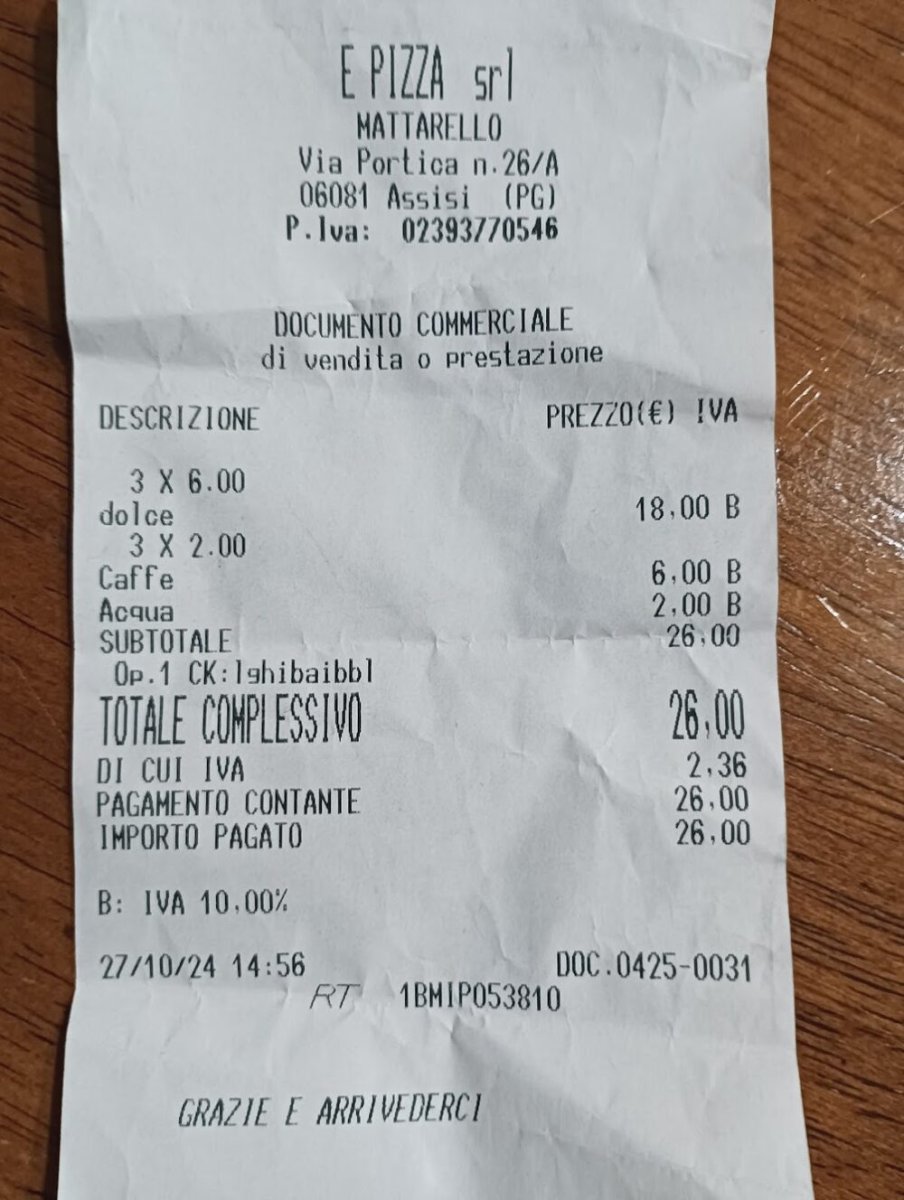 E PIZZA srl
MATTARELLO
Via Portica n.26/A
06081 Assisi (PG)
P.Iva: 02393770546
DOCUMENTO COMMERCIALE
di vendita o prestazione
DESCRIZIONE PREZZO(€) IVA
3 X 6.00
dolce 18,00 B
3 X 2.00
Caffe 6,00 B
Acqua 2,00 B
SUBTOTALE 26,00
Op.1 CK:lghibaibbl
TOTALE COMPLESSIVO 26,00
DI CUI IVA 2,36
PAGAMENTO CONTANTE 26,00
IMPORTO PAGATO 26,00
B: IVA 10,00%
27/10/24 14:56 DOC.0425-0031
RT 1BMIP053810
GRAZIE E ARRIVEDERCI